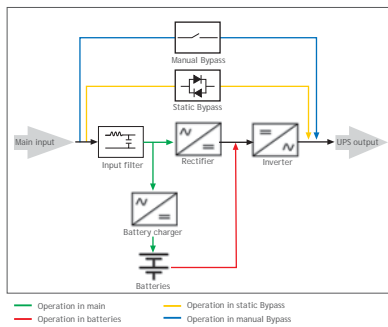 Manual Bypass
Static Bypass
Main input
UPS output
Input filter
Rectifier
Inverter
Battery charger
Batteries
Operation in main
Operation in static Bypass
Operation in batteries
Operation in manual Bypass